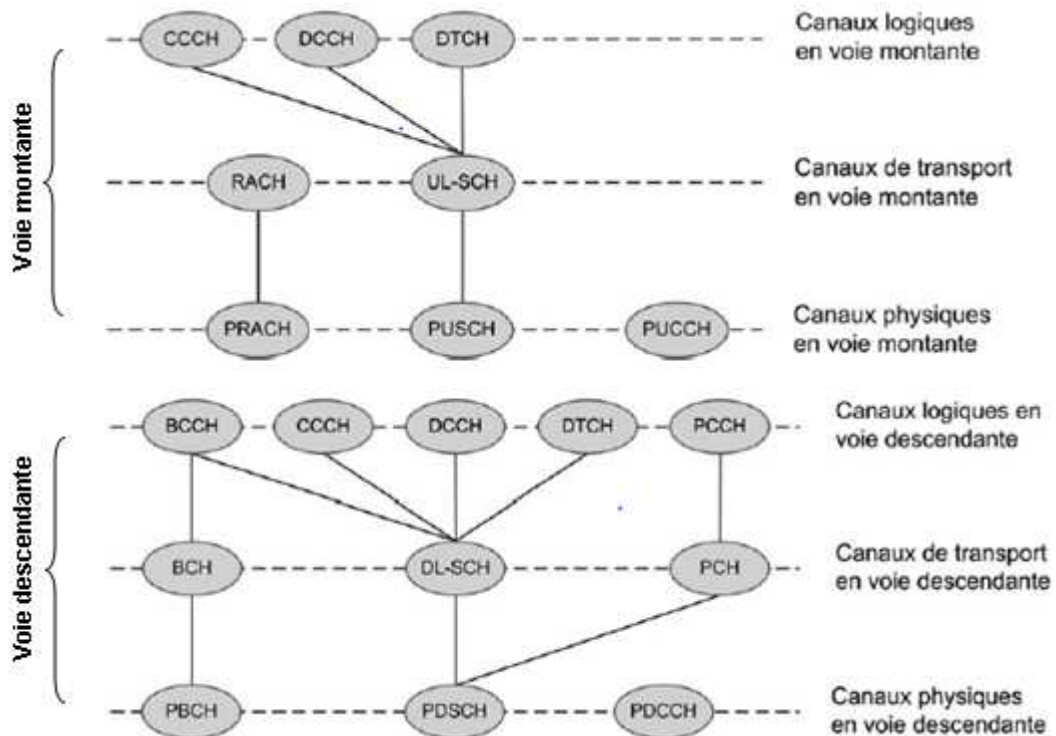 Voie montante
CCCH DCCH DTCH
Canaux logiques
en voie montante
RACH UL-SCH
Canaux de transport
en voie montante
PRACH PUSCH PUCCH
Canaux physiques
en voie montante
Voie descendante
BCCH CCCH DCCH DTCH PCCH
Canaux logiques en
voie descendante
BCH DL-SCH PCH
Canaux de transport
en voie descendante
PBCH PDSCH PDCCH
Canaux physiques
en voie descendante